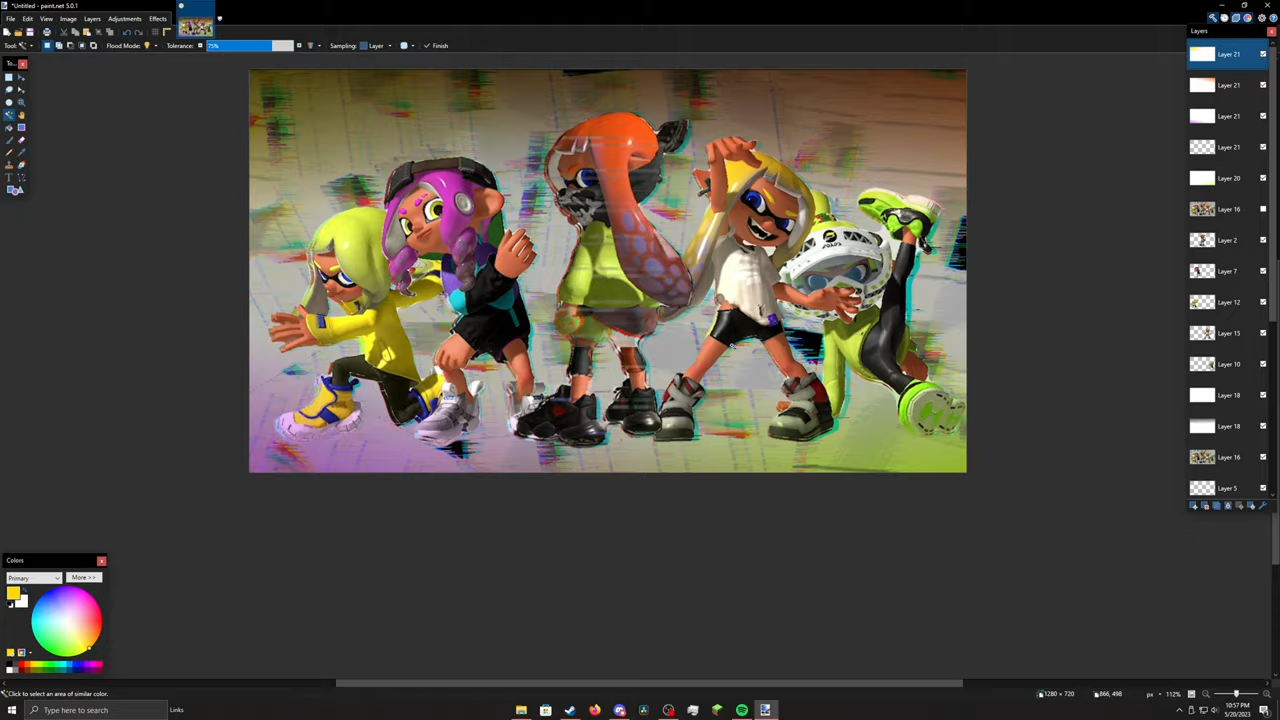 *Untitled - paint.net 5.0.1
File Edit View Image Layers Adjustments Effects
Tool: Flood Mode: Tolerance: 75% Sampling: Layer Finish
To...
Layers
Layer 21
Layer 21
Layer 21
Layer 21
Layer 20
Layer 16
Layer 2
Layer 7
Layer 12
Layer 15
Layer 10
Layer 18
Layer 18
Layer 16
Layer 5
Colors
Primary More >>
Click to select an area of similar color.
1280 × 720 866, 498 px 112%
Type here to search Links
10:57 PM
5/20/2023